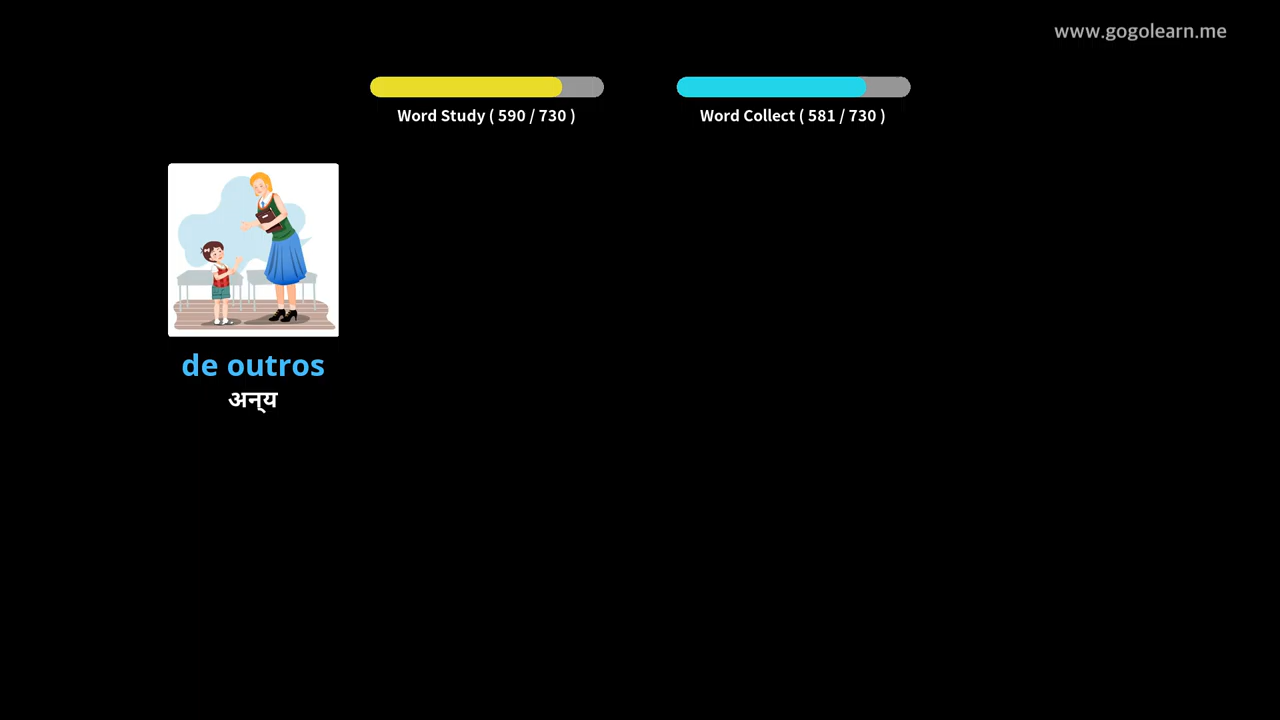 www.gogolearn.me
Word Study ( 590 / 730 )
Word Collect ( 581 / 730 )
de outros
अन्य